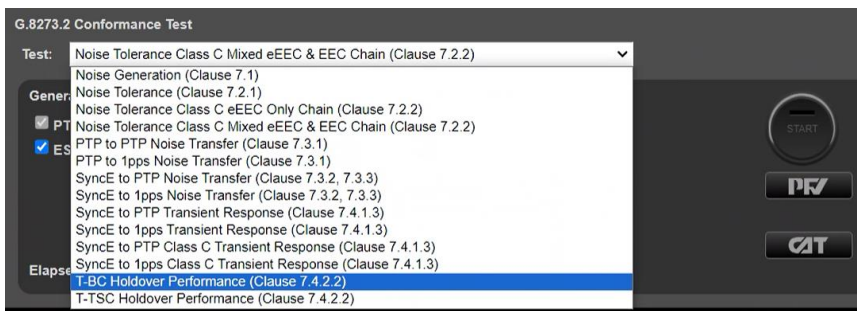 G.8273.2 Conformance Test
Test: Noise Tolerance Class C Mixed eEEC & EEC Chain (Clause 7.2.2)
Noise Generation (Clause 7.1)
Noise Tolerance (Clause 7.2.1)
Noise Tolerance Class C eEEC Only Chain (Clause 7.2.2)
Noise Tolerance Class C Mixed eEEC & EEC Chain (Clause 7.2.2)
PTP to PTP Noise Transfer (Clause 7.3.1)
PTP to 1pps Noise Transfer (Clause 7.3.1)
SyncE to PTP Noise Transfer (Clause 7.3.2, 7.3.3)
SyncE to 1pps Noise Transfer (Clause 7.3.2, 7.3.3)
SyncE to PTP Transient Response (Clause 7.4.1.3)
SyncE to 1pps Transient Response (Clause 7.4.1.3)
SyncE to PTP Class C Transient Response (Clause 7.4.1.3)
SyncE to 1pps Class C Transient Response (Clause 7.4.1.3)
T-BC Holdover Performance (Clause 7.4.2.2)
T-TSC Holdover Performance (Clause 7.4.2.2)
Gener
PT
ES
Elapse
START
PFV
CAT